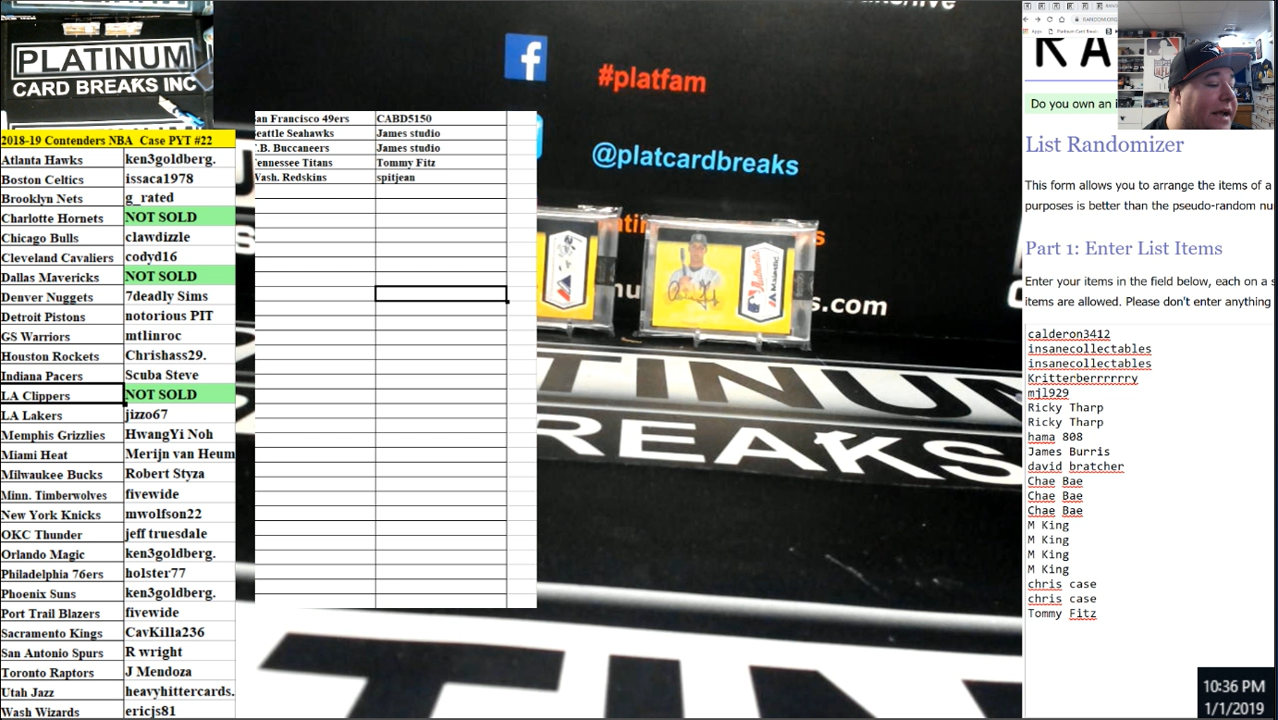 PLATINUM
CARD BREAKS INC
2018-19 Contenders NBA Case PYT #22
Atlanta Hawks ken3goldberg.
Boston Celtics issaca1978
Brooklyn Nets g_rated
Charlotte Hornets NOT SOLD
Chicago Bulls clawdizzle
Cleveland Cavaliers codyd16
Dallas Mavericks NOT SOLD
Denver Nuggets 7deadly Sims
Detroit Pistons notorious PIT
GS Warriors mtlinroc
Houston Rockets Chrishass29.
Indiana Pacers Scuba Steve
LA Clippers NOT SOLD
LA Lakers jizzo67
Memphis Grizzlies HwangYi Noh
Miami Heat Merijn van Heum
Milwaukee Bucks Robert Styza
Minn. Timberwolves fivewide
New York Knicks mwolfson22
OKC Thunder jeff truesdale
Orlando Magic ken3goldberg.
Philadelphia 76ers holster77
Phoenix Suns ken3goldberg.
Port Trail Blazers fivewide
Sacramento Kings CavKilla236
San Antonio Spurs R wright
Toronto Raptors J Mendoza
Utah Jazz heavyhittercards.
Wash Wizards ericjs81
an Francisco 49ers CABD5150
eattle Seahawks James studio
.B. Buccaneers James studio
ennessee Titans Tommy Fitz
Wash. Redskins spitjean
/live
f
#platfam
@platcardbreaks
s
.com
Authentic
Majestic
TINUM
REAKS
TIN
RA
Do you own an i
List Randomizer
This form allows you to arrange the items of a
purposes is better than the pseudo-random nu
Part 1: Enter List Items
Enter your items in the field below, each on a s
items are allowed. Please don't enter anything
calderon3412
insanecollectables
insanecollectables
Kritterberrrrrry
mjl929
Ricky Tharp
Ricky Tharp
hama 808
James Burris
david bratcher
Chae Bae
Chae Bae
Chae Bae
M King
M King
M King
M King
chris case
chris case
Tommy Fitz
10:36 PM
1/1/2019